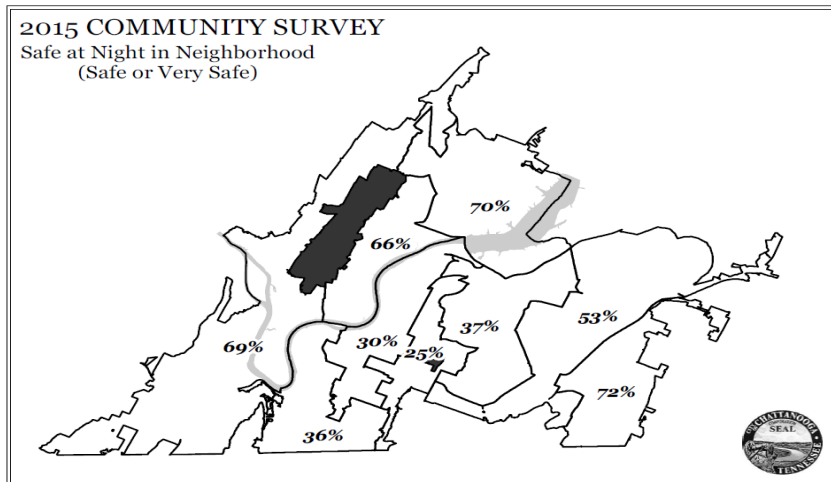 2015 COMMUNITY SURVEY
Safe at Night in Neighborhood
(Safe or Very Safe)
70%
66%
53%
37%
30%
25%
69%
72%
36%
CHATTANOOGA
CORPORATION
SEAL
TENNESSEE